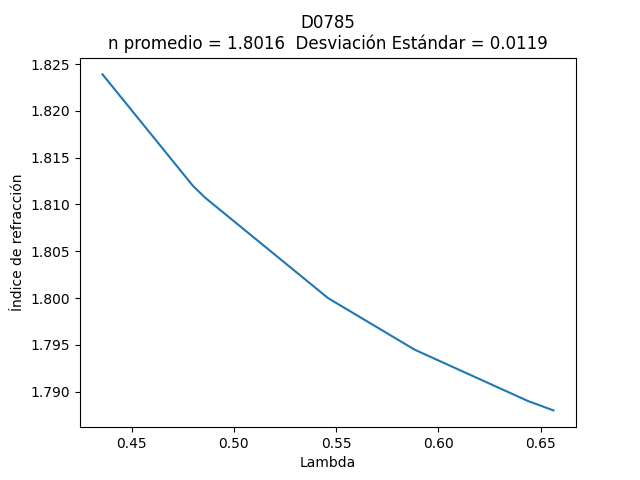 D0785
n promedio = 1.8016  Desviación Estándar = 0.0119
1.825
1.820
1.815
1.810
1.805
1.800
1.795
1.790
Índice de refracción
0.45 0.50 0.55 0.60 0.65
Lambda